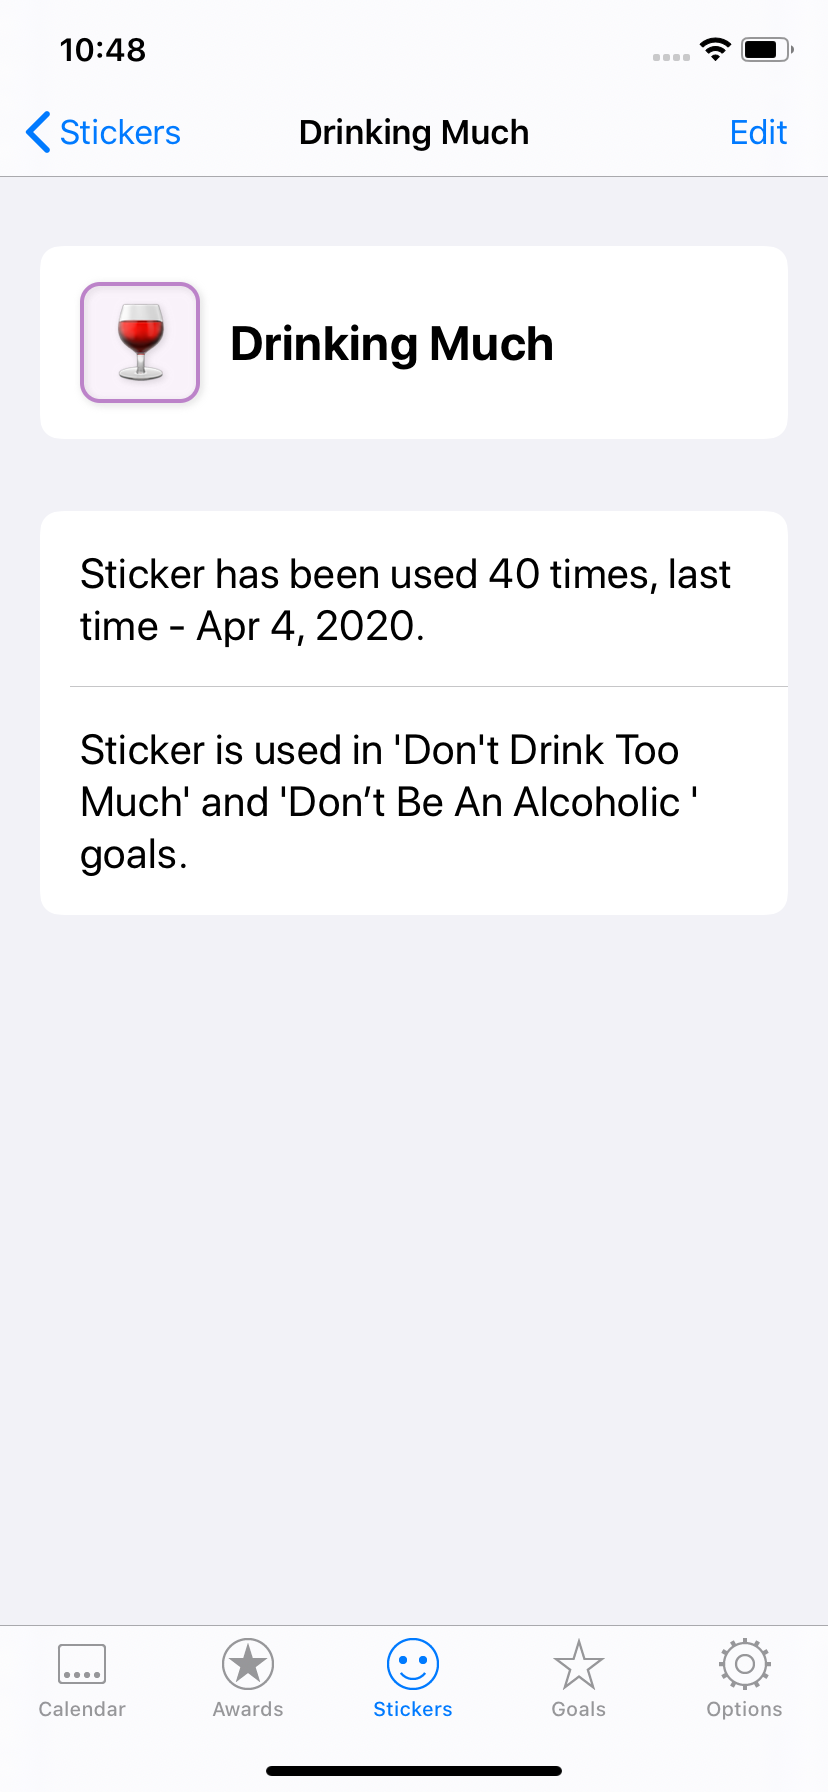 10:48
Stickers
Drinking Much
Edit
Drinking Much
Sticker has been used 40 times, last
time - Apr 4, 2020.
Sticker is used in 'Don't Drink Too
Much' and 'Don’t Be An Alcoholic '
goals.
Calendar
Awards
Stickers
Goals
Options